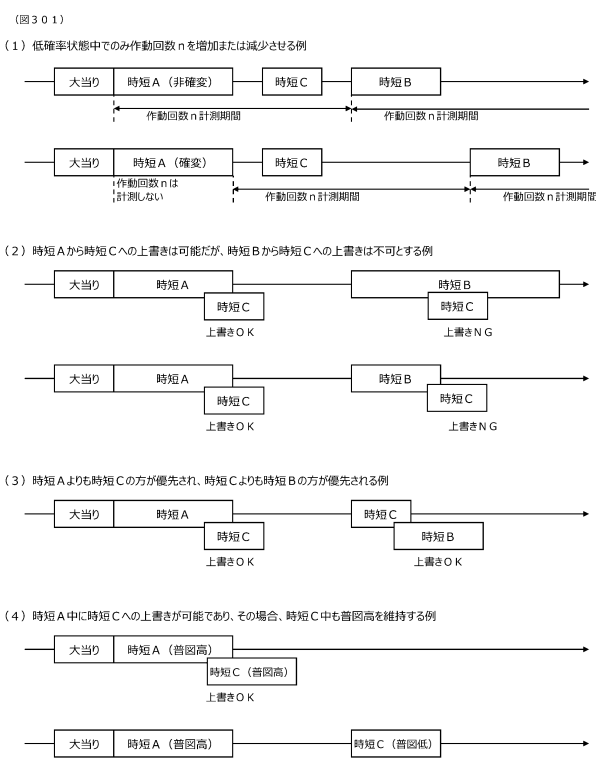 （図３０１）
（１）低確率状態中でのみ作動回数ｎを増加または減少させる例
大当り 時短Ａ（非確変） 時短Ｃ 時短Ｂ
作動回数ｎ計測期間 作動回数ｎ計測期間
大当り 時短Ａ（確変） 時短Ｃ 時短Ｂ
作動回数ｎは
計測しない 作動回数ｎ計測期間 作動回数ｎ計測期間
（２）時短Ａから時短Ｃへの上書きは可能だが、時短Ｂから時短Ｃへの上書きは不可とする例
大当り 時短Ａ 時短Ｂ
時短Ｃ 時短Ｃ
上書きＯＫ 上書きＮＧ
大当り 時短Ａ 時短Ｂ
時短Ｃ 時短Ｃ
上書きＯＫ 上書きＮＧ
（３）時短Ａよりも時短Ｃの方が優先され、時短Ｃよりも時短Ｂの方が優先される例
大当り 時短Ａ 時短Ｃ
時短Ｃ 時短Ｂ
上書きＯＫ 上書きＯＫ
（４）時短Ａ中に時短Ｃへの上書きが可能であり、その場合、時短Ｃ中も普図高を維持する例
大当り 時短Ａ（普図高）
時短Ｃ（普図高）
上書きＯＫ
大当り 時短Ａ（普図高） 時短Ｃ（普図低）